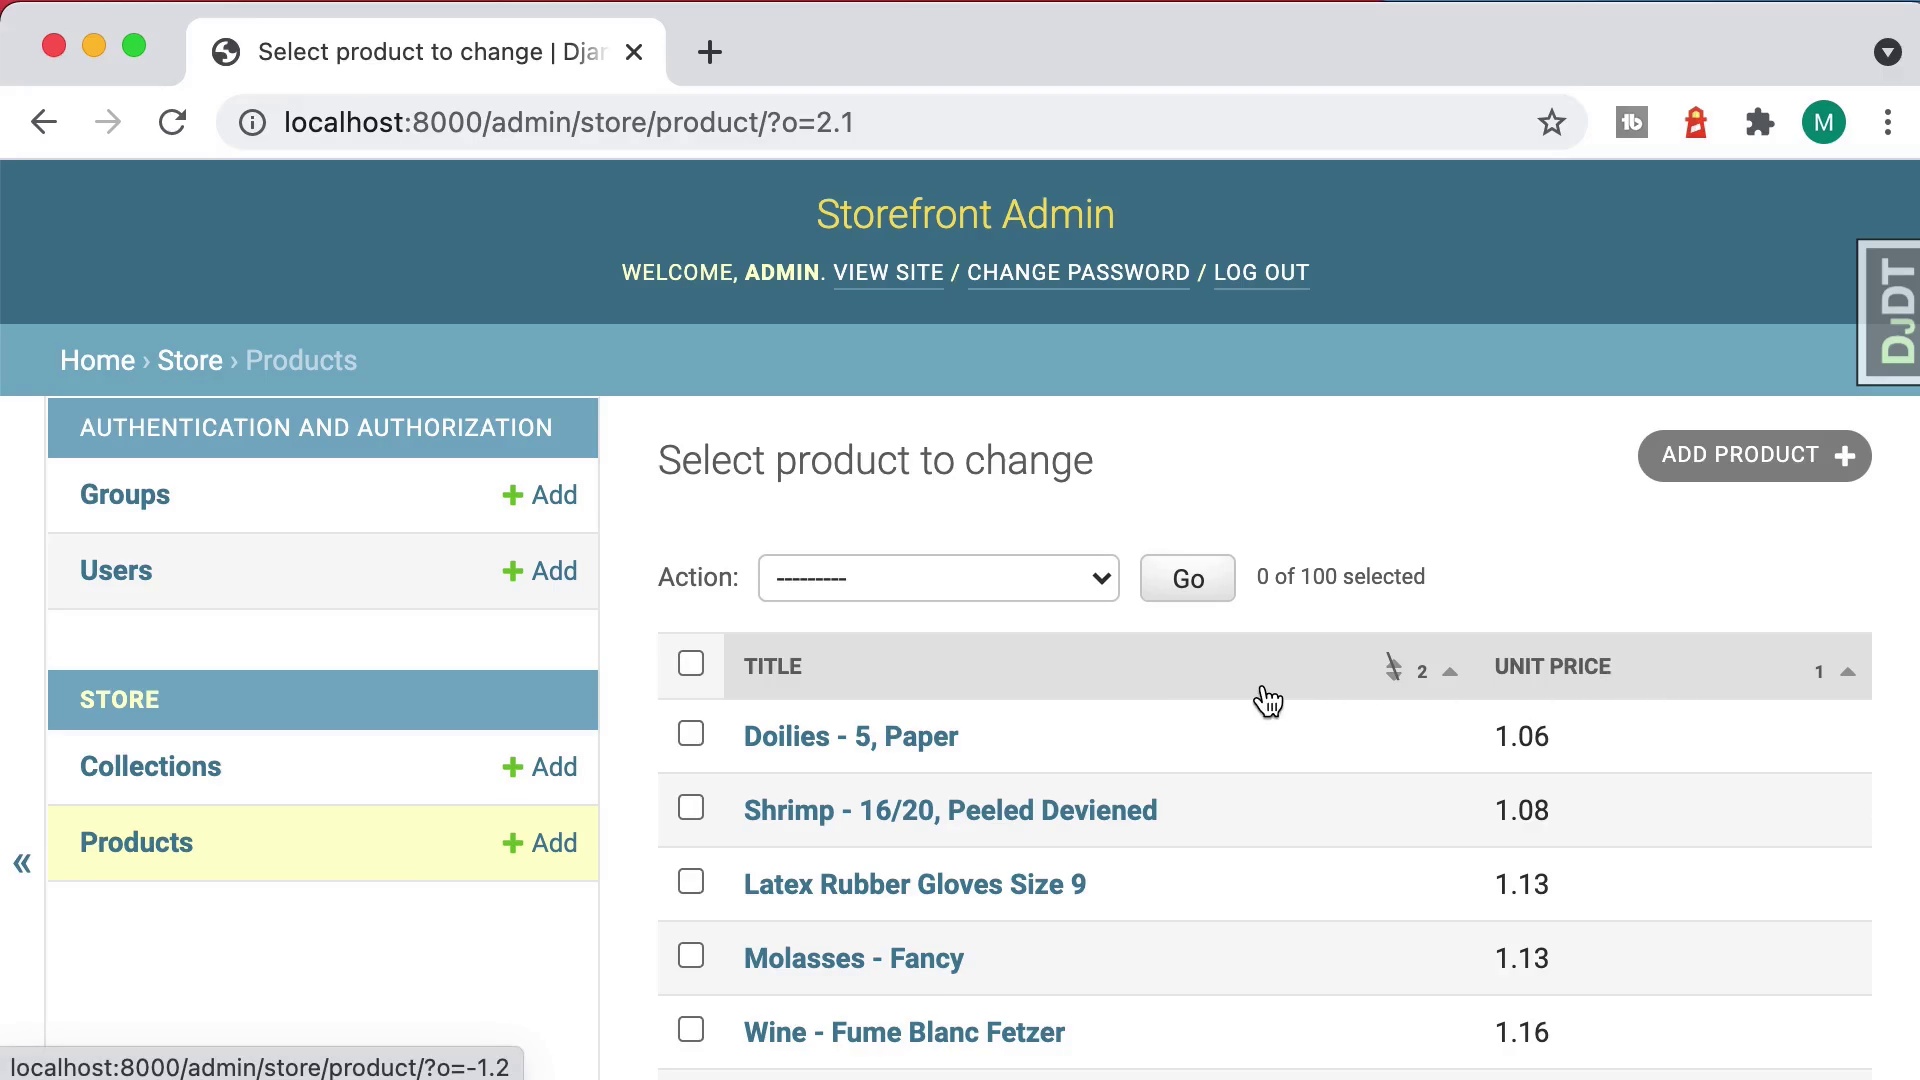 Select product to change | Djan
localhost:8000/admin/store/product/?o=2.1
M
Storefront Admin
WELCOME, ADMIN. VIEW SITE / CHANGE PASSWORD / LOG OUT
DJDT
Home › Store › Products
AUTHENTICATION AND AUTHORIZATION
Groups + Add
Users + Add
STORE
Collections + Add
Products + Add
«
Select product to change
ADD PRODUCT +
Action: --------- Go 0 of 100 selected
TITLE 2 UNIT PRICE 1
Doilies - 5, Paper 1.06
Shrimp - 16/20, Peeled Deviened 1.08
Latex Rubber Gloves Size 9 1.13
Molasses - Fancy 1.13
Wine - Fume Blanc Fetzer 1.16
localhost:8000/admin/store/product/?o=-1.2